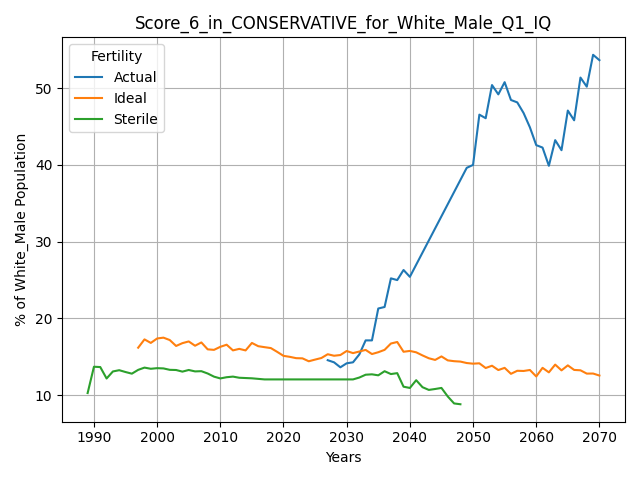 Score_6_in_CONSERVATIVE_for_White_Male_Q1_IQ
Fertility
Actual
Ideal
Sterile
% of White_Male Population
50
40
30
20
10
1990 2000 2010 2020 2030 2040 2050 2060 2070
Years